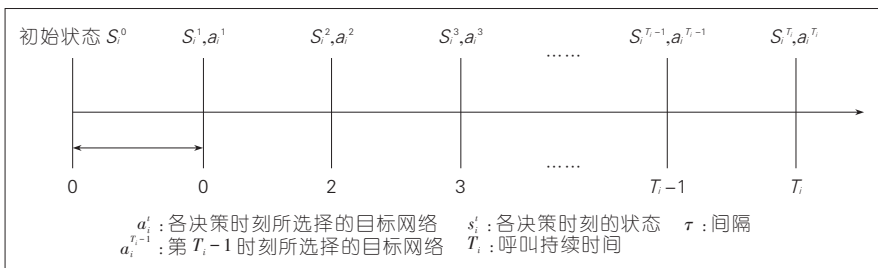 初始状态 Sᵢ⁰ Sᵢ¹,aᵢ¹ Sᵢ²,aᵢ² Sᵢ³,aᵢ³ Sᵢ^{Tᵢ-1},aᵢ^{Tᵢ-1} Sᵢ^{Tᵢ},aᵢ^{Tᵢ}
……
……
0 0 2 3 Tᵢ-1 Tᵢ
aᵢᵗ:各决策时刻所选择的目标网络 sᵢᵗ:各决策时刻的状态 τ:间隔
aᵢ^{Tᵢ-1}:第Tᵢ-1时刻所选择的目标网络 Tᵢ:呼叫持续时间